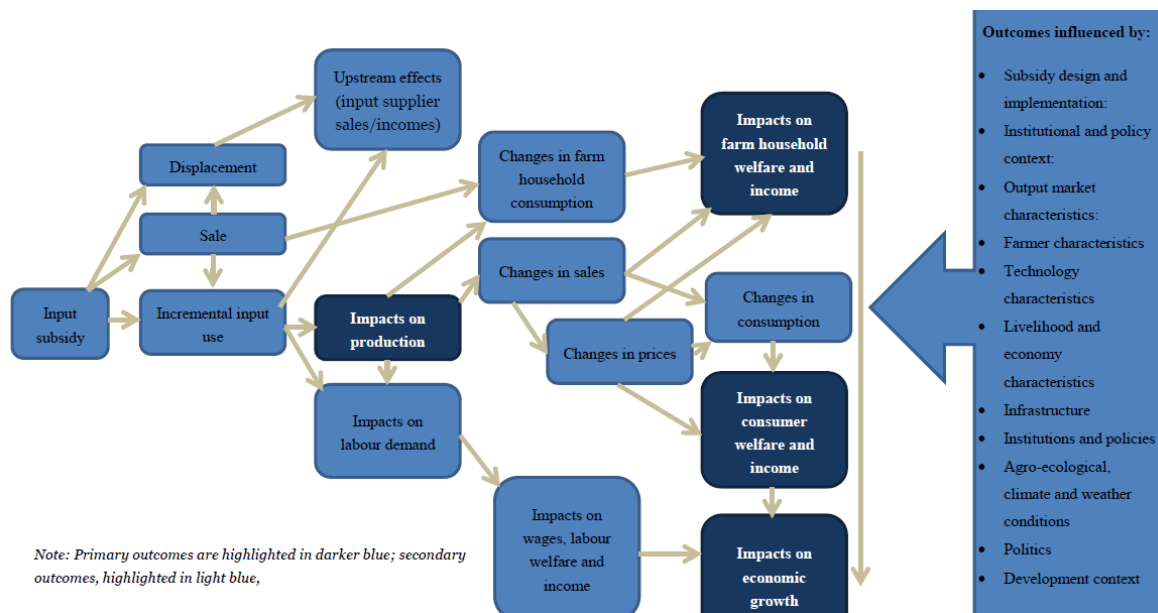 Upstream effects
(input supplier
sales/incomes)
Displacement
Sale
Input
subsidy
Incremental input
use
Changes in farm
household
consumption
Changes in sales
Impacts on
production
Changes in prices
Impacts on
labour demand
Impacts on
wages, labour
welfare and
income
Impacts on
farm household
welfare and
income
Changes in
consumption
Impacts on
consumer
welfare and
income
Impacts on
economic
growth
Note: Primary outcomes are highlighted in darker blue; secondary
outcomes, highlighted in light blue,
Outcomes influenced by:
• Subsidy design and
implementation:
• Institutional and policy
context:
• Output market
characteristics:
• Farmer characteristics
• Technology
characteristics
• Livelihood and
economy
characteristics
• Infrastructure
• Institutions and policies
• Agro-ecological,
climate and weather
conditions
• Politics
• Development context